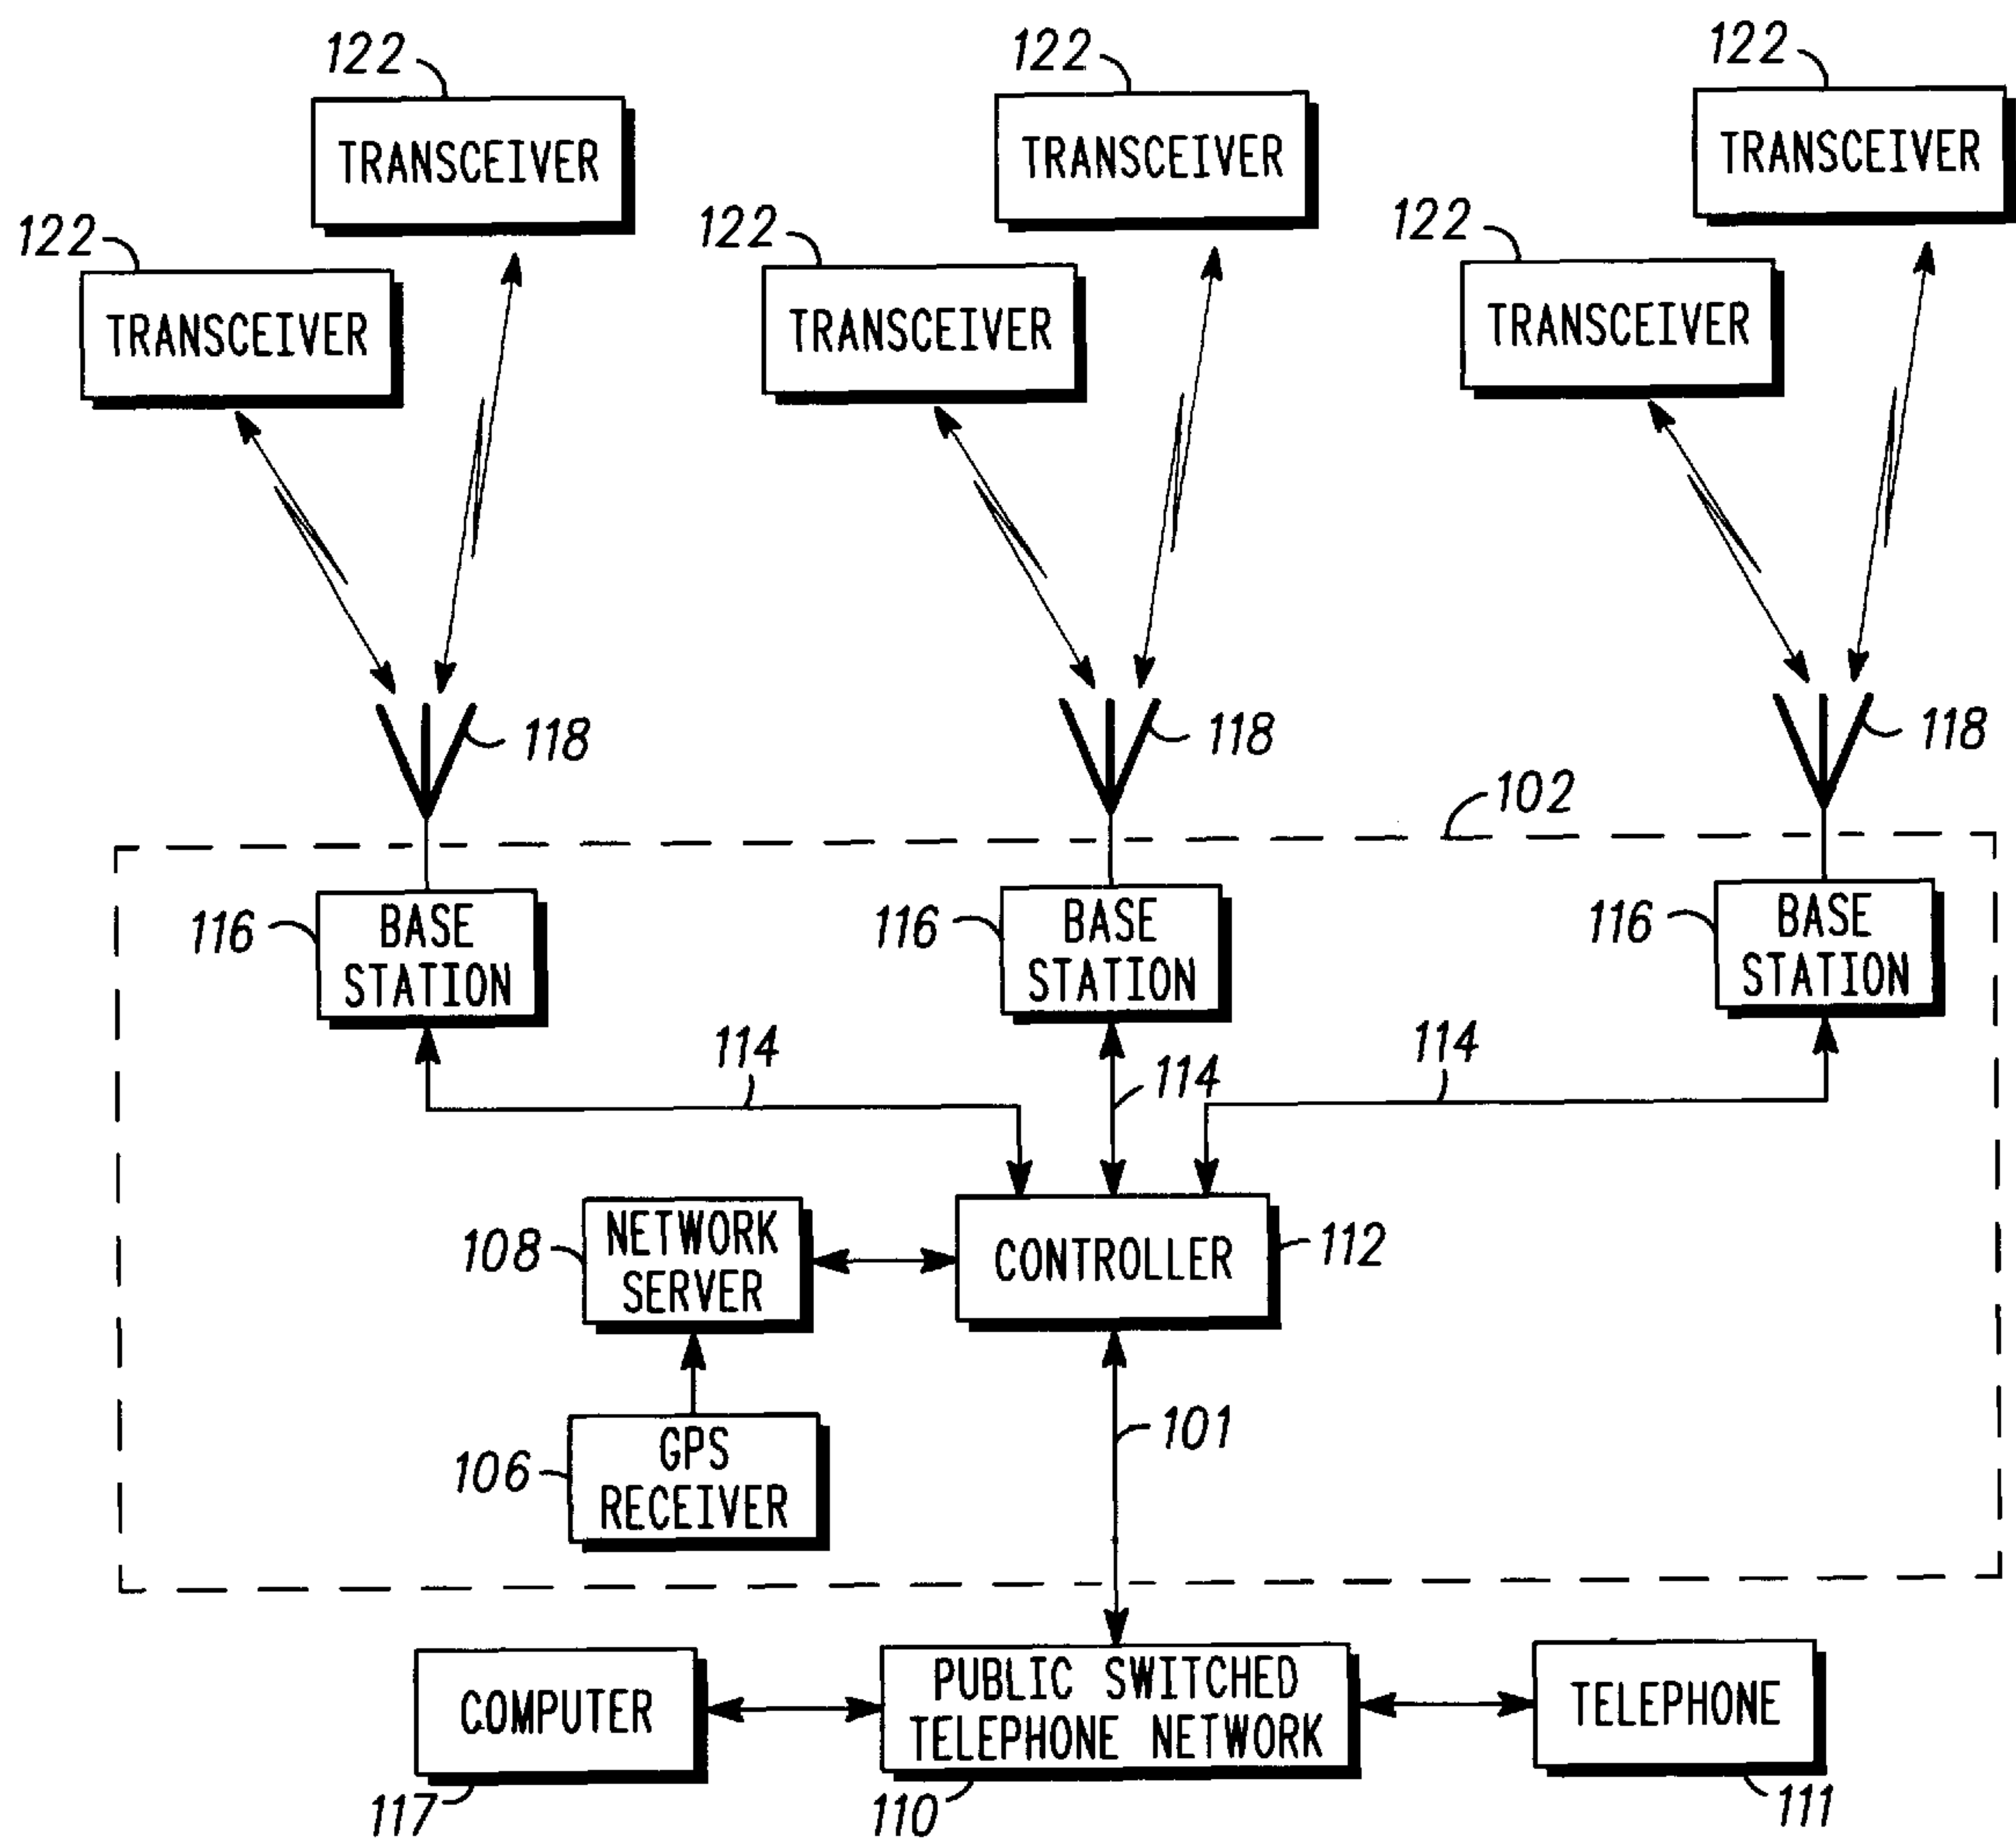 122
122
122
TRANSCEIVER
TRANSCEIVER
TRANSCEIVER
122
122
122
TRANSCEIVER
TRANSCEIVER
TRANSCEIVER
118
118
118
102
116
BASE
STATION
116
BASE
STATION
116
BASE
STATION
114
114
114
108
NETWORK
SERVER
CONTROLLER
112
106
GPS
RECEIVER
101
COMPUTER
PUBLIC SWITCHED
TELEPHONE NETWORK
TELEPHONE
117
110
111